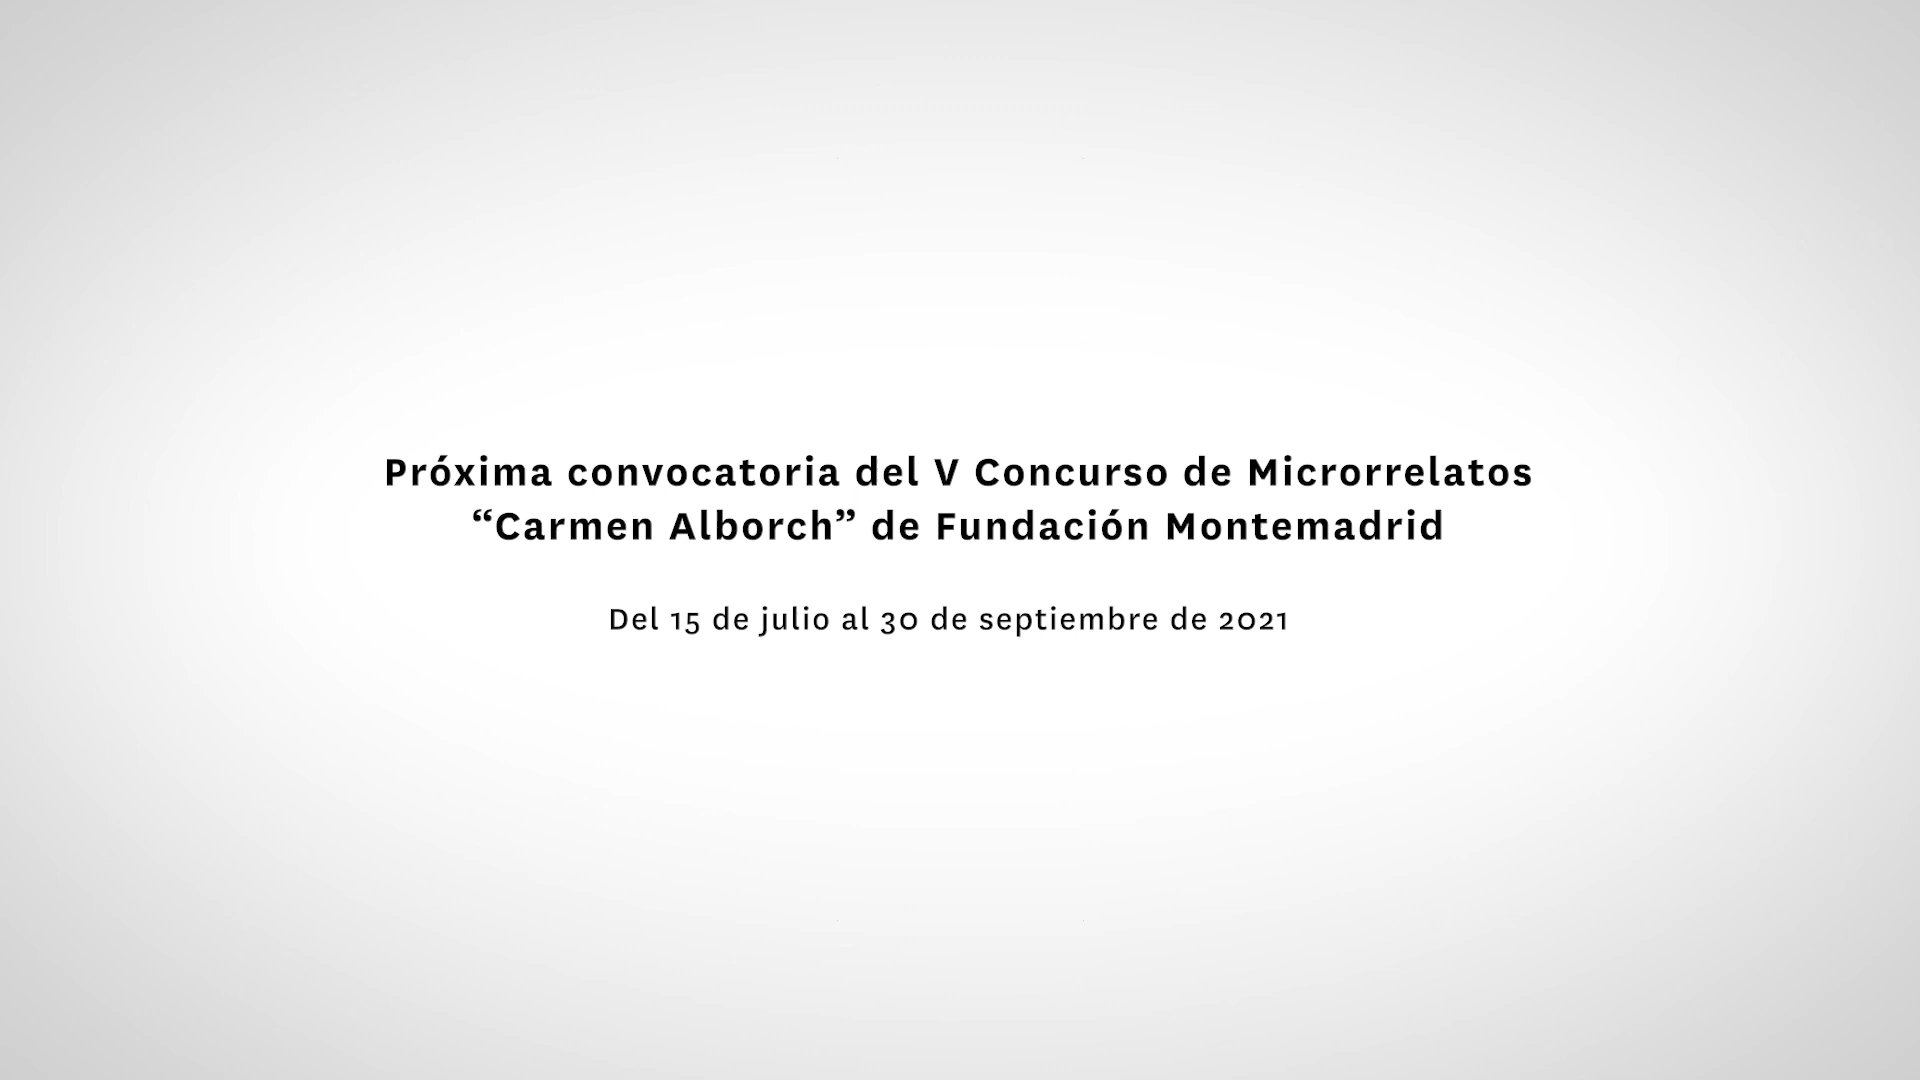 Próxima convocatoria del V Concurso de Microrrelatos
“Carmen Alborch” de Fundación Montemadrid
Del 15 de julio al 30 de septiembre de 2021